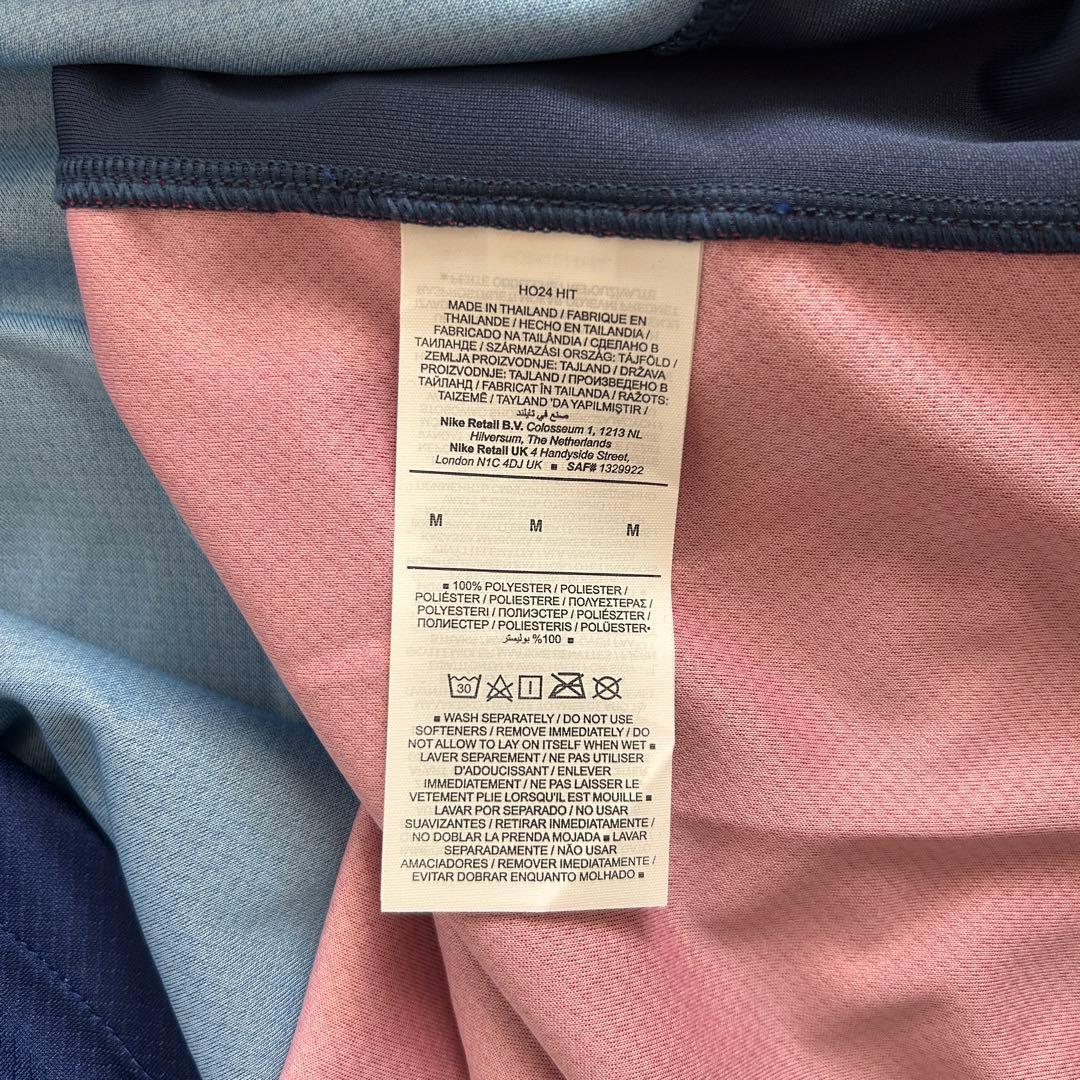 HO24 HIT
MADE IN THAILAND / FABRIQUE EN
THAILANDE / HECHO EN TAILANDIA /
FABRICADO NA TAILÂNDIA / СДЕЛАНО В
ТАИЛАНДЕ / SZÁRMAZÁSI ORSZÁG: TÁJFÖLD /
ZEMLJA PROIZVODNJE: TAJLAND / DRŽAVA
PROIZVODNJE: TAJLAND / ПРОИЗВЕДЕНО В
ТАЙЛАНД / FABRICAT ÎN TAILANDA / RAŽOTS:
TAIZEMĒ / TAYLAND 'DA YAPILMIŞTIR /
صنع في تايلند
Nike Retail B.V. Colosseum 1, 1213 NL
Hilversum, The Netherlands
Nike Retail UK 4 Handyside Street,
London N1C 4DJ UK ■ SAF# 1329922
M M M
■ 100% POLYESTER / POLIESTER /
POLIÉSTER / POLIESTERE / ΠΟΛΥΕΣΤΕΡΑΣ /
POLYESTERI / ПОЛИЭСТЕР / POLIÉSZTER /
ПОЛИЕСТЕР / POLIESTERIS / POLÜESTER•
100% بوليستر ■
30
■ WASH SEPARATELY / DO NOT USE
SOFTENERS / REMOVE IMMEDIATELY / DO
NOT ALLOW TO LAY ON ITSELF WHEN WET ■
LAVER SEPAREMENT / NE PAS UTILISER
D'ADOUCISSANT / ENLEVER
IMMEDIATEMENT / NE PAS LAISSER LE
VETEMENT PLIE LORSQU'IL EST MOUILLE ■
LAVAR POR SEPARADO / NO USAR
SUAVIZANTES / RETIRAR INMEDIATAMENTE /
NO DOBLAR LA PRENDA MOJADA ■ LAVAR
SEPARADAMENTE / NÃO USAR
AMACIADORES / REMOVER IMEDIATAMENTE /
EVITAR DOBRAR ENQUANTO MOLHADO ■